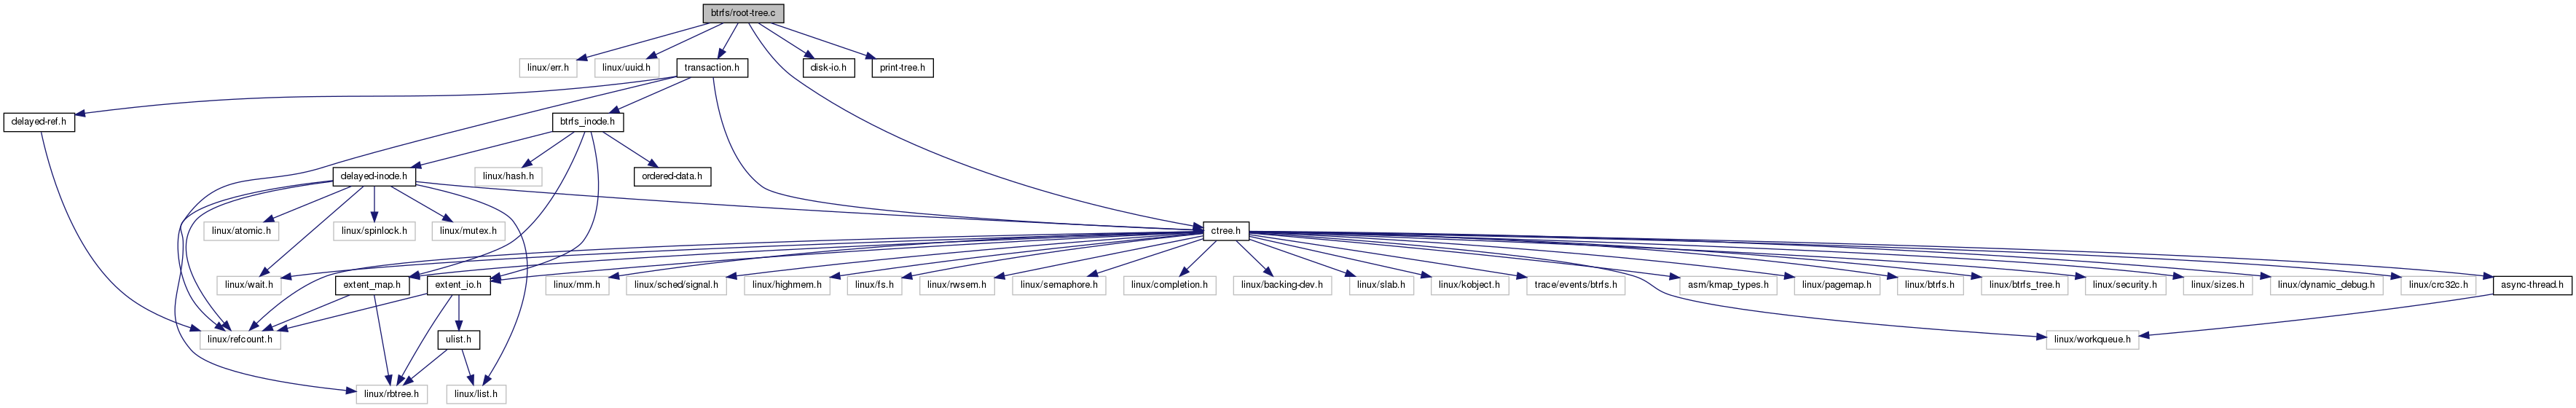 btrfs/root-tree.c
linux/err.h
linux/uuid.h
transaction.h
disk-io.h
print-tree.h
delayed-ref.h
btrfs_inode.h
delayed-inode.h
linux/hash.h
ordered-data.h
linux/atomic.h
linux/spinlock.h
linux/mutex.h
ctree.h
linux/wait.h
extent_map.h
extent_io.h
linux/mm.h
linux/sched/signal.h
linux/highmem.h
linux/fs.h
linux/rwsem.h
linux/semaphore.h
linux/completion.h
linux/backing-dev.h
linux/slab.h
linux/kobject.h
trace/events/btrfs.h
asm/kmap_types.h
linux/pagemap.h
linux/btrfs.h
linux/btrfs_tree.h
linux/security.h
linux/sizes.h
linux/dynamic_debug.h
linux/crc32c.h
async-thread.h
linux/refcount.h
ulist.h
linux/workqueue.h
linux/rbtree.h
linux/list.h